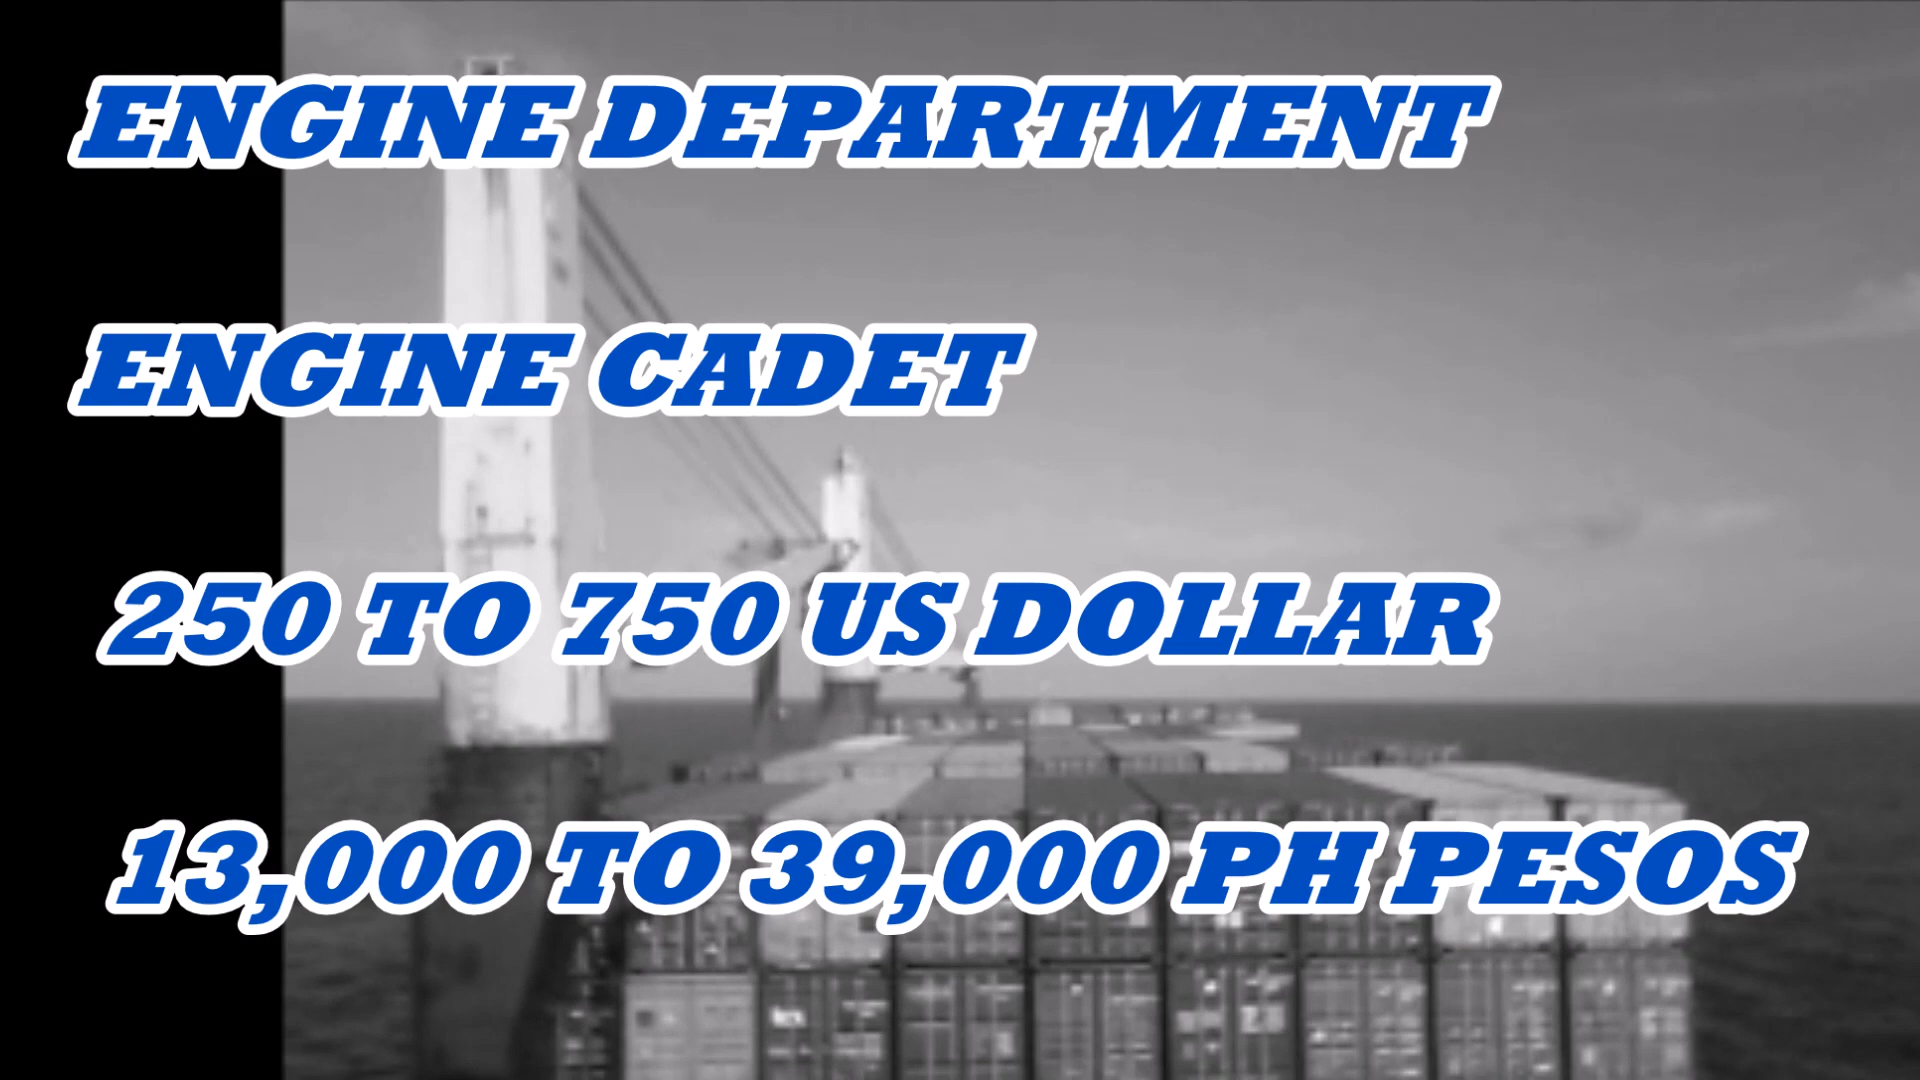 ENGINE DEPARTMENT
ENGINE CADET
250 TO 750 US DOLLAR
13,000 TO 39,000 PH PESOS